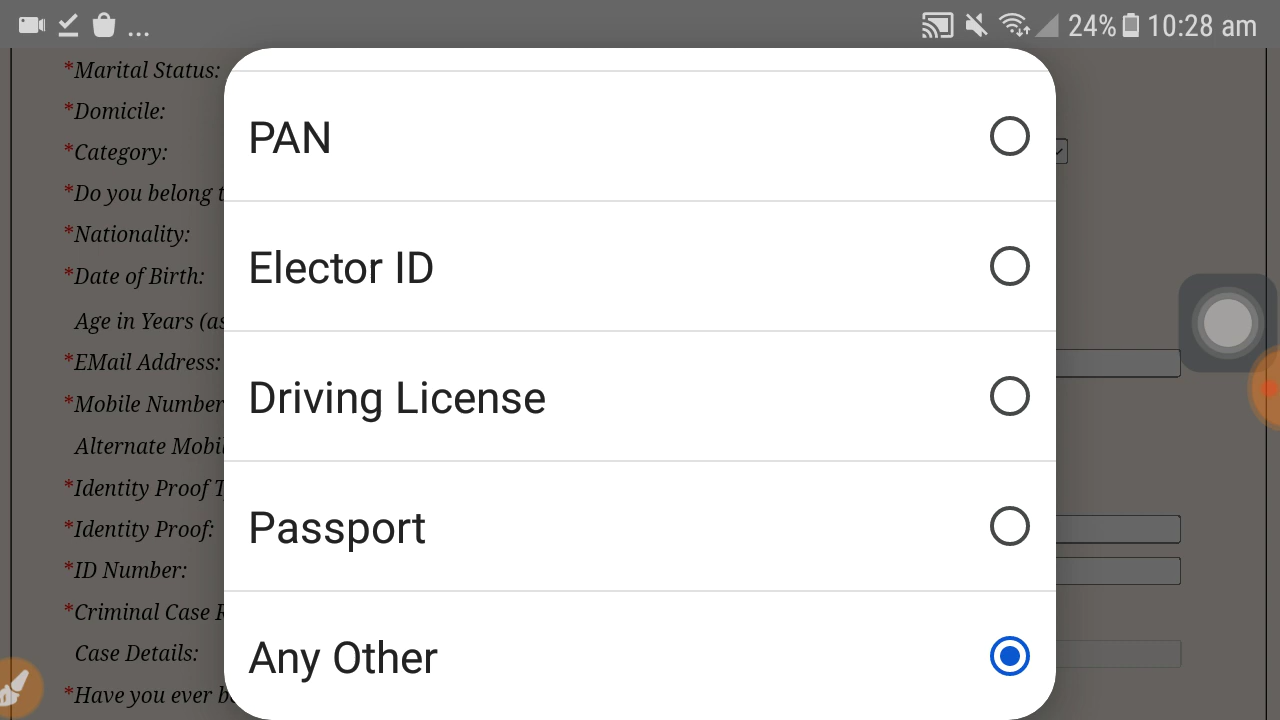 ... 24% 10:28 am
*Marital Status:
*Domicile:
*Category:
*Do you belong t
*Nationality:
*Date of Birth:
Age in Years (as
*EMail Address:
*Mobile Number
Alternate Mobil
*Identity Proof T
*Identity Proof:
*ID Number:
*Criminal Case R
Case Details:
*Have you ever be
PAN
Elector ID
Driving License
Passport
Any Other